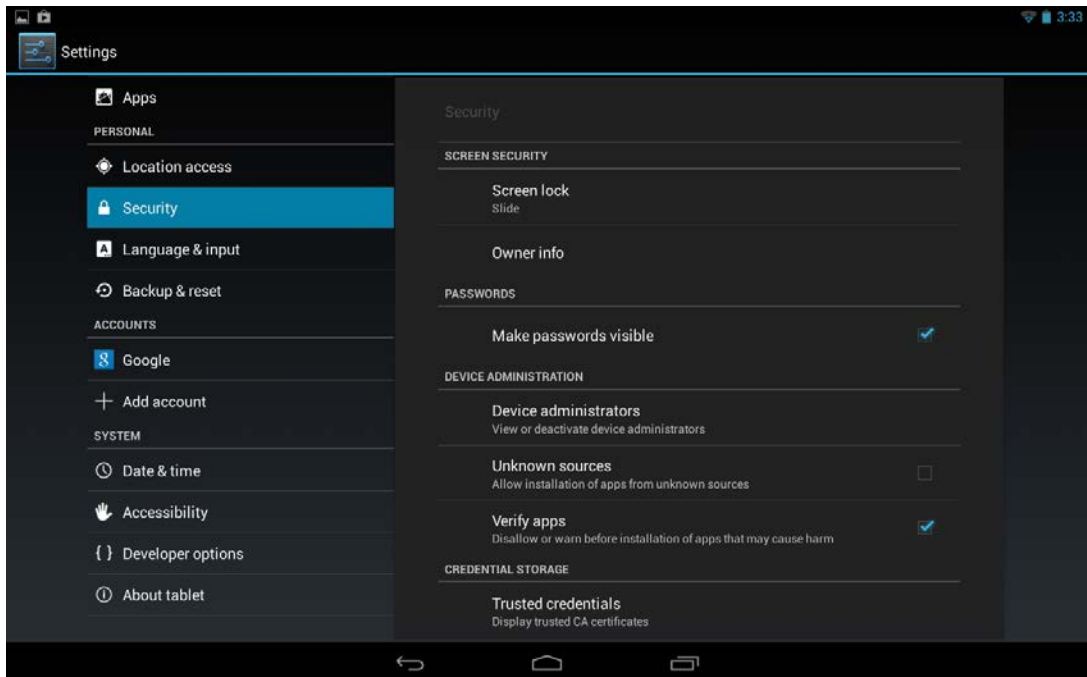 3:33
Settings
Apps
PERSONAL
Location access
Security
Language & input
Backup & reset
ACCOUNTS
Google
Add account
SYSTEM
Date & time
Accessibility
{ } Developer options
About tablet
Security
SCREEN SECURITY
Screen lock
Slide
Owner info
PASSWORDS
Make passwords visible
DEVICE ADMINISTRATION
Device administrators
View or deactivate device administrators
Unknown sources
Allow installation of apps from unknown sources
Verify apps
Disallow or warn before installation of apps that may cause harm
CREDENTIAL STORAGE
Trusted credentials
Display trusted CA certificates